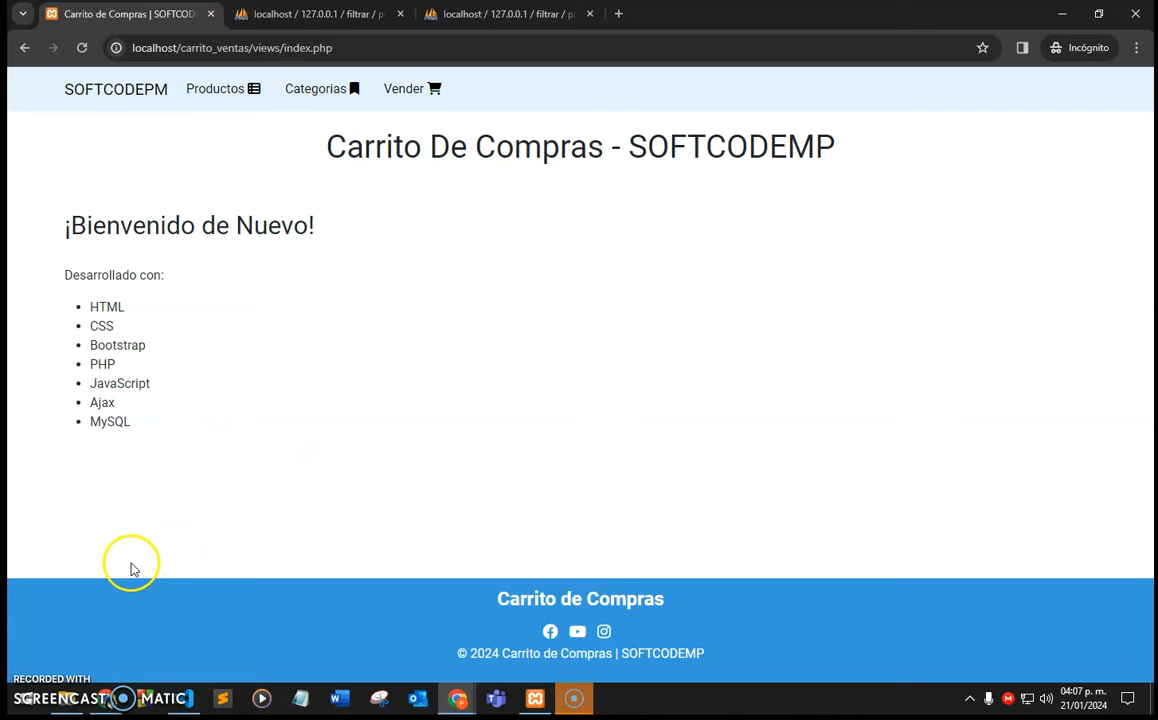 Carrito de Compras | SOFTCOD
localhost / 127.0.0.1 / filtrar / p
localhost / 127.0.0.1 / filtrar / p
localhost/carrito_ventas/views/index.php
Incógnito
SOFTCODEPM
Productos
Categorias
Vender
Carrito De Compras - SOFTCODEMP
¡Bienvenido de Nuevo!
Desarrollado con:
HTML
CSS
Bootstrap
PHP
JavaScript
Ajax
MySQL
Carrito de Compras
© 2024 Carrito de Compras | SOFTCODEMP
RECORDED WITH
SCREENCAST MATIC
04:07 p. m.
21/01/2024